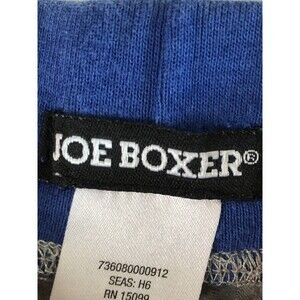 JOE BOXER®
736080000912
SEAS: H6
RN 15099